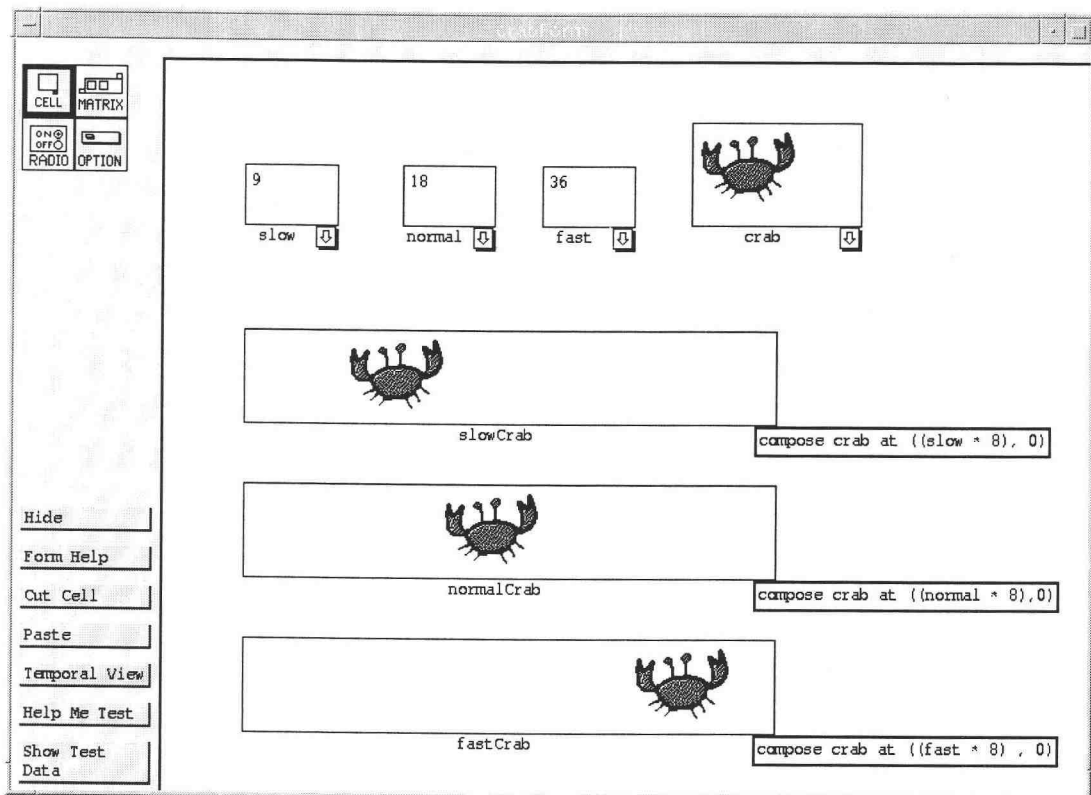 CELL
MATRIX
ON
OFF
RADIO
OPTION
9
18
36
slow
normal
fast
crab
slowCrab
compose crab at ((slow * 8), 0)
normalCrab
compose crab at ((normal * 8),0)
fastCrab
compose crab at ((fast * 8) , 0)
Hide
Form Help
Cut Cell
Paste
Temporal View
Help Me Test
Show Test
Data